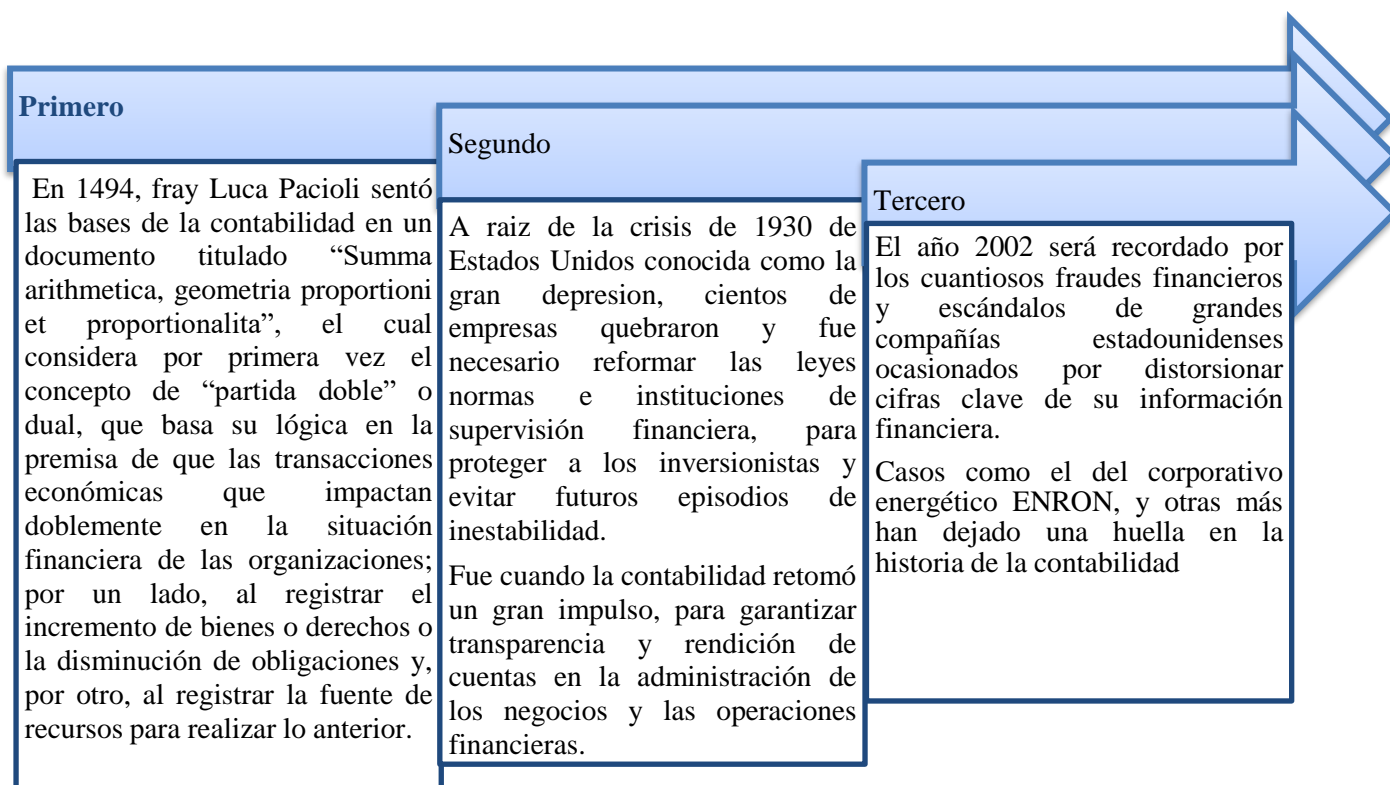 Primero
En 1494, fray Luca Pacioli sentó
las bases de la contabilidad en un
documento titulado “Summa
arithmetica, geometria proportioni
et proportionalita”, el cual
considera por primera vez el
concepto de “partida doble” o
dual, que basa su lógica en la
premisa de que las transacciones
económicas que impactan
doblemente en la situación
financiera de las organizaciones;
por un lado, al registrar el
incremento de bienes o derechos o
la disminución de obligaciones y,
por otro, al registrar la fuente de
recursos para realizar lo anterior.
Segundo
A raiz de la crisis de 1930 de
Estados Unidos conocida como la
gran depresion, cientos de
empresas quebraron y fue
necesario reformar las leyes
normas e instituciones de
supervisión financiera, para
proteger a los inversionistas y
evitar futuros episodios de
inestabilidad.
Fue cuando la contabilidad retomó
un gran impulso, para garantizar
transparencia y rendición de
cuentas en la administración de
los negocios y las operaciones
financieras.
Tercero
El año 2002 será recordado por
los cuantiosos fraudes financieros
y escándalos de grandes
compañías estadounidenses
ocasionados por distorsionar
cifras clave de su información
financiera.
Casos como el del corporativo
energético ENRON, y otras más
han dejado una huella en la
historia de la contabilidad